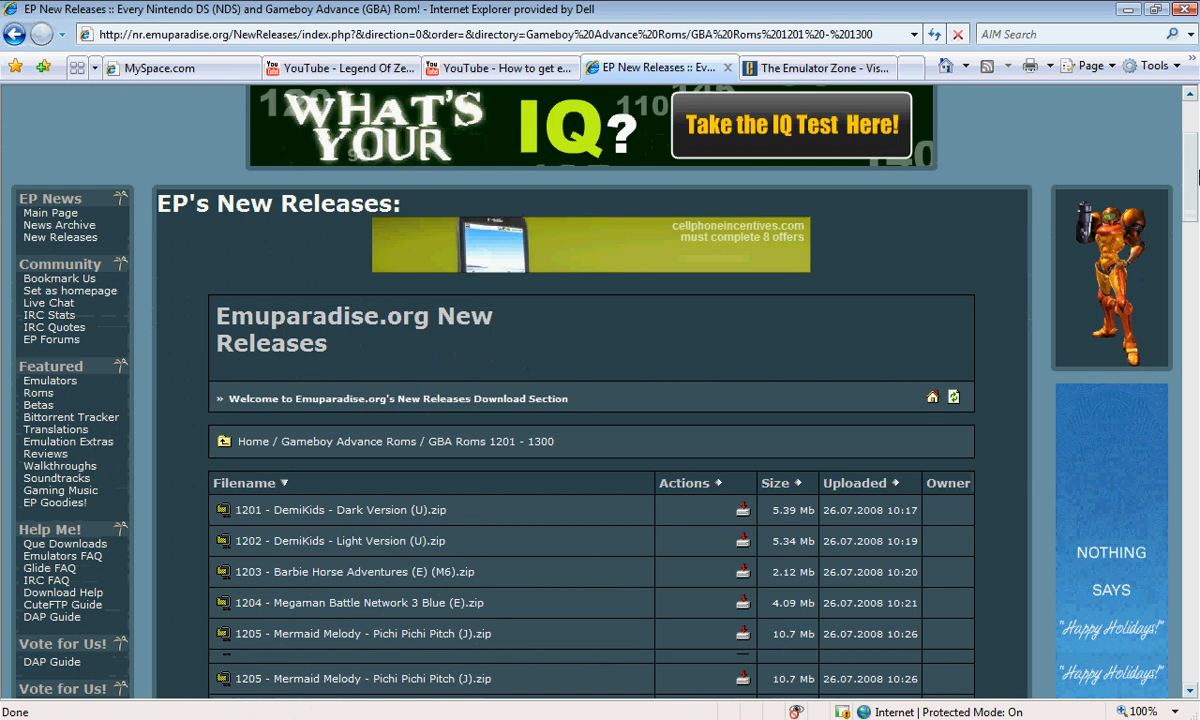 EP New Releases :: Every Nintendo DS (NDS) and Gameboy Advance (GBA) Rom! - Internet Explorer provided by Dell
http://nr.emuparadise.org/NewReleases/index.php?&direction=0&order=&directory=Gameboy%20Advance%20Roms/GBA%20Roms%201201%20-%201300
AIM Search
MySpace.com
YouTube - Legend Of Ze...
YouTube - How to get e...
EP New Releases :: Ev...
The Emulator Zone - Vis...
Page
Tools
WHAT'S YOUR IQ?
110
Take the IQ Test Here!
EP News
Main Page
News Archive
New Releases
Community
Bookmark Us
Set as homepage
Live Chat
IRC Stats
IRC Quotes
EP Forums
Featured
Emulators
Roms
Betas
Bittorrent Tracker
Translations
Emulation Extras
Reviews
Walkthroughs
Soundtracks
Gaming Music
EP Goodies!
Help Me!
Que Downloads
Emulators FAQ
Glide FAQ
IRC FAQ
Download Help
CuteFTP Guide
DAP Guide
Vote for Us!
DAP Guide
Vote for Us!
EP's New Releases:
cellphoneincentives.com
must complete 8 offers
Emuparadise.org New
Releases
» Welcome to Emuparadise.org's New Releases Download Section
Home / Gameboy Advance Roms / GBA Roms 1201 - 1300
Filename Actions Size Uploaded Owner
1201 - DemiKids - Dark Version (U).zip 5.39 Mb 26.07.2008 10:17
1202 - DemiKids - Light Version (U).zip 5.34 Mb 26.07.2008 10:19
1203 - Barbie Horse Adventures (E) (M6).zip 2.12 Mb 26.07.2008 10:20
1204 - Megaman Battle Network 3 Blue (E).zip 4.09 Mb 26.07.2008 10:21
1205 - Mermaid Melody - Pichi Pichi Pitch (J).zip 10.7 Mb 26.07.2008 10:26
1205 - Mermaid Melody - Pichi Pichi Pitch (J).zip 10.7 Mb 26.07.2008 10:26
NOTHING
SAYS
"Happy Holidays!"
"Happy Holidays!"
Done
Internet | Protected Mode: On
100%